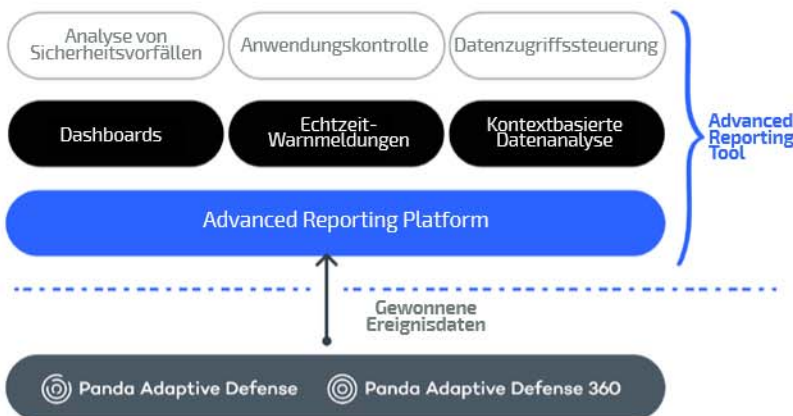 Analyse von
Sicherheitsvorfällen
Anwendungskontrolle
Datenzugriffssteuerung
Dashboards
Echtzeit-
Warnmeldungen
Kontextbasierte
Datenanalyse
Advanced
Reporting
Tool
Advanced Reporting Platform
Gewonnene
Ereignisdaten
Panda Adaptive Defense
Panda Adaptive Defense 360